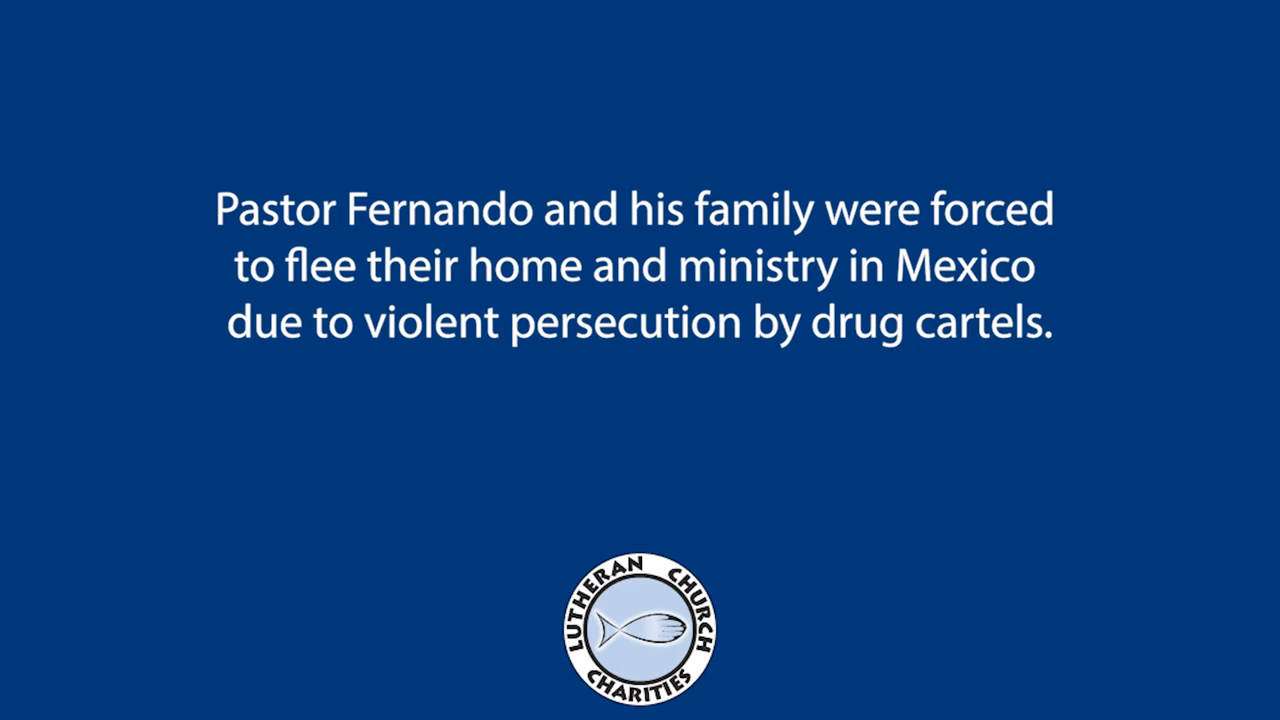 Pastor Fernando and his family were forced
to flee their home and ministry in Mexico
due to violent persecution by drug cartels.
LUTHERAN CHURCH
CHARITIES